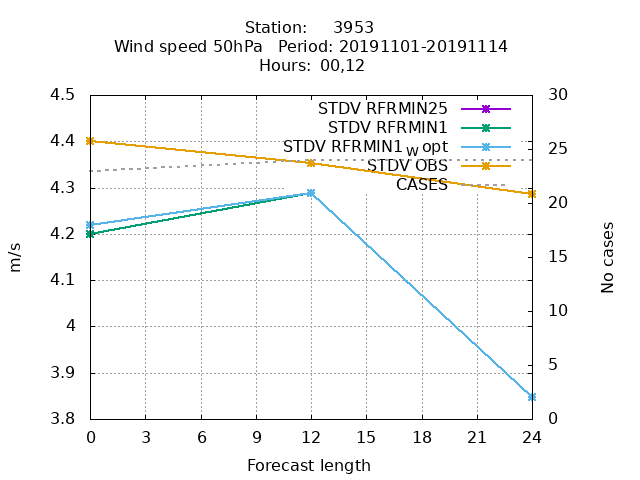 Station: 3953
Wind speed 50hPa Period: 20191101-20191114
Hours: 00,12
4.5
4.4
4.3
4.2
4.1
4
3.9
3.8
m/s
STDV RFRMIN25
STDV RFRMIN1
STDV RFRMIN1_W opt
STDV OBS
CASES
30
25
20
15
10
5
0
No cases
0 3 6 9 12 15 18 21 24
Forecast length